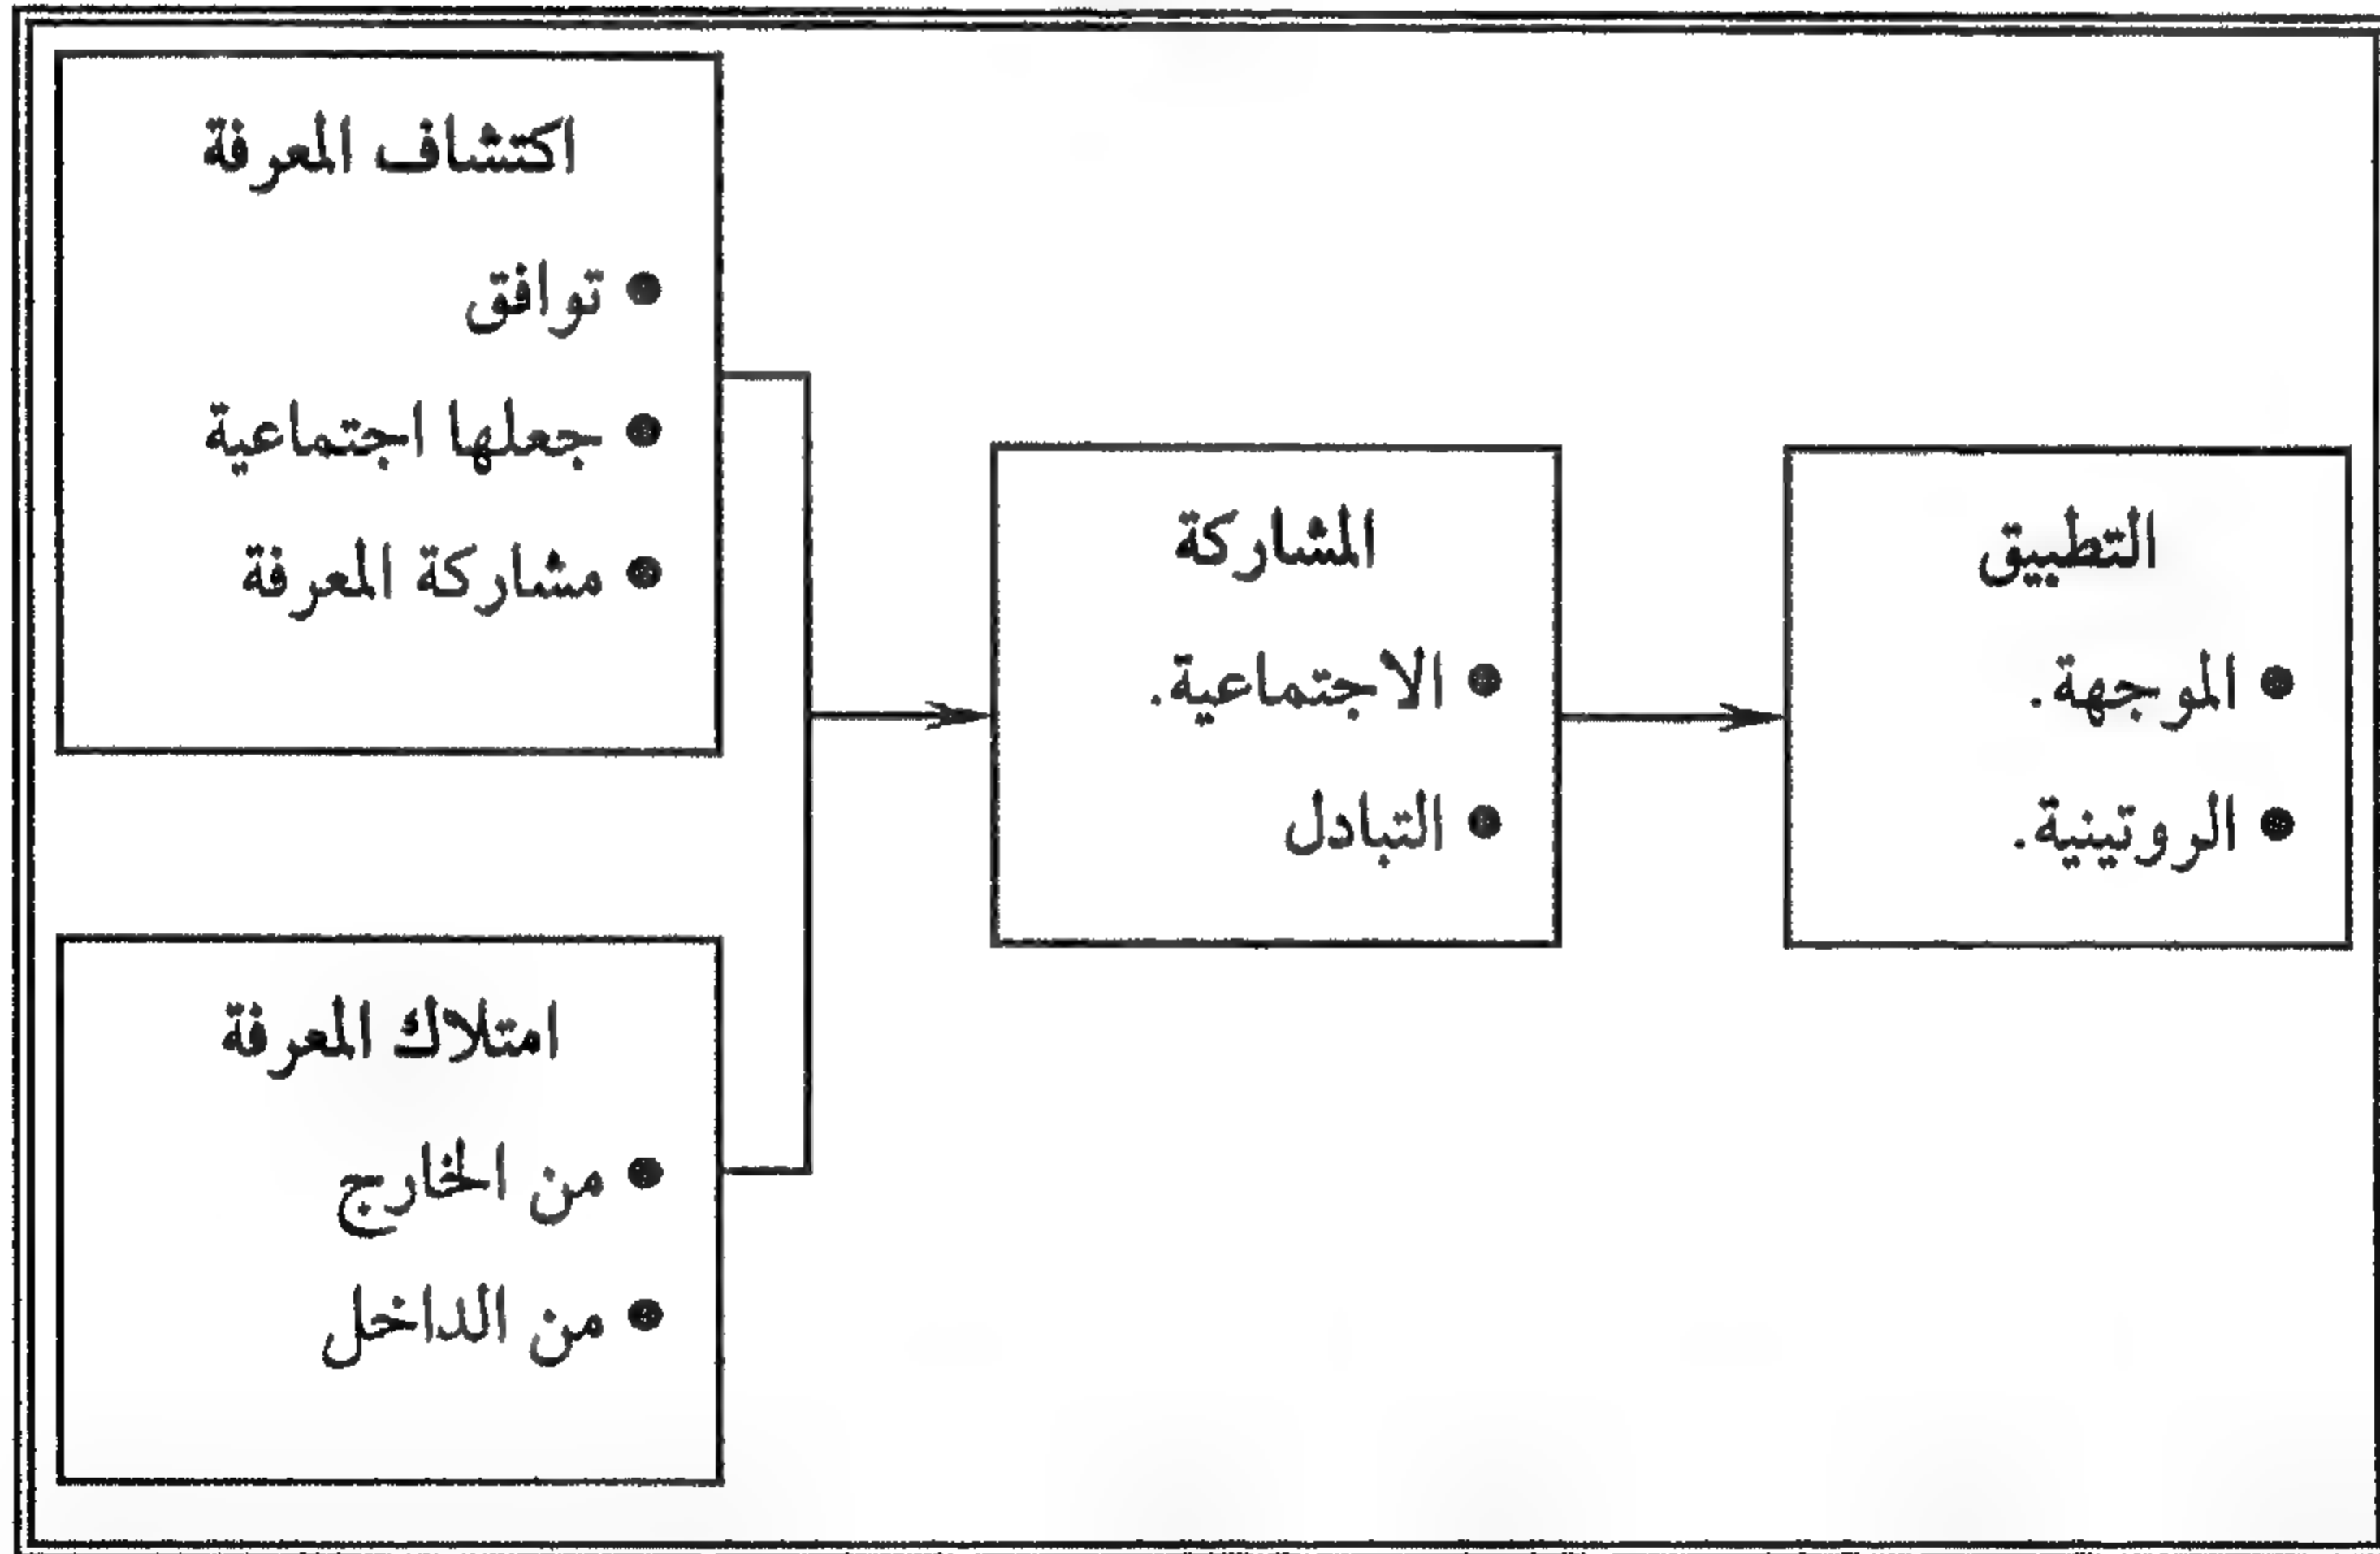 اكتشاف المعرفة
● توافق
● جعلها اجتماعية
● مشاركة المعرفة
امتلاك المعرفة
● من الخارج
● من الداخل
المشاركة
● الاجتماعية.
● التبادل
التطبيق
● الموجهة.
● الروتينية.